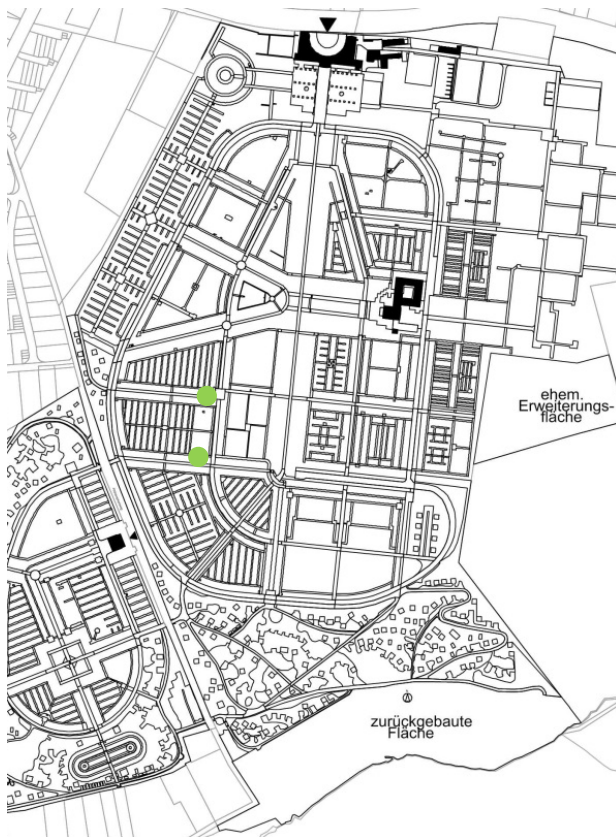 ehem.
Erweiterungs-
fläche
zurückgebaute
Fläche